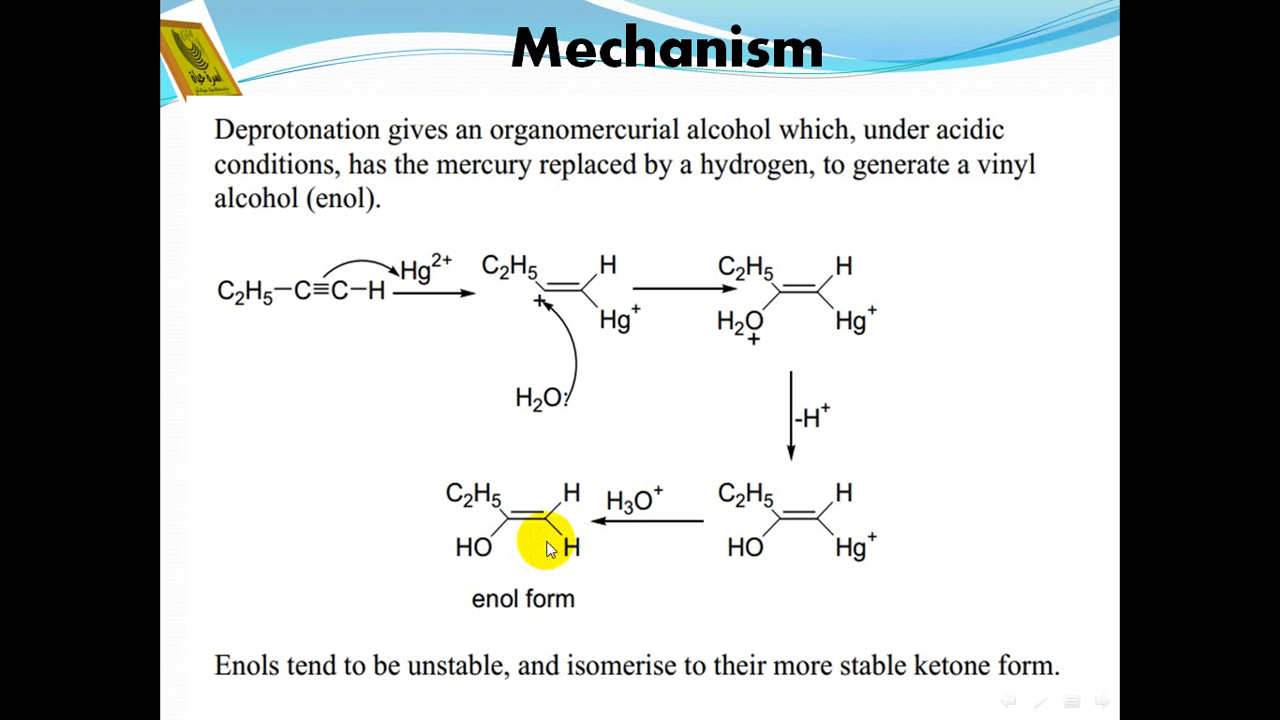 Mechanism
أسرة حياة
Deprotonation gives an organomercurial alcohol which, under acidic
conditions, has the mercury replaced by a hydrogen, to generate a vinyl
alcohol (enol).
C₂H₅−C≡C−H Hg²⁺ C₂H₅ H C₂H₅ H
+ Hg⁺ H₂O Hg⁺
+
H₂O:
-H⁺
C₂H₅ H H₃O⁺ C₂H₅ H
HO H HO Hg⁺
enol form
Enols tend to be unstable, and isomerise to their more stable ketone form.